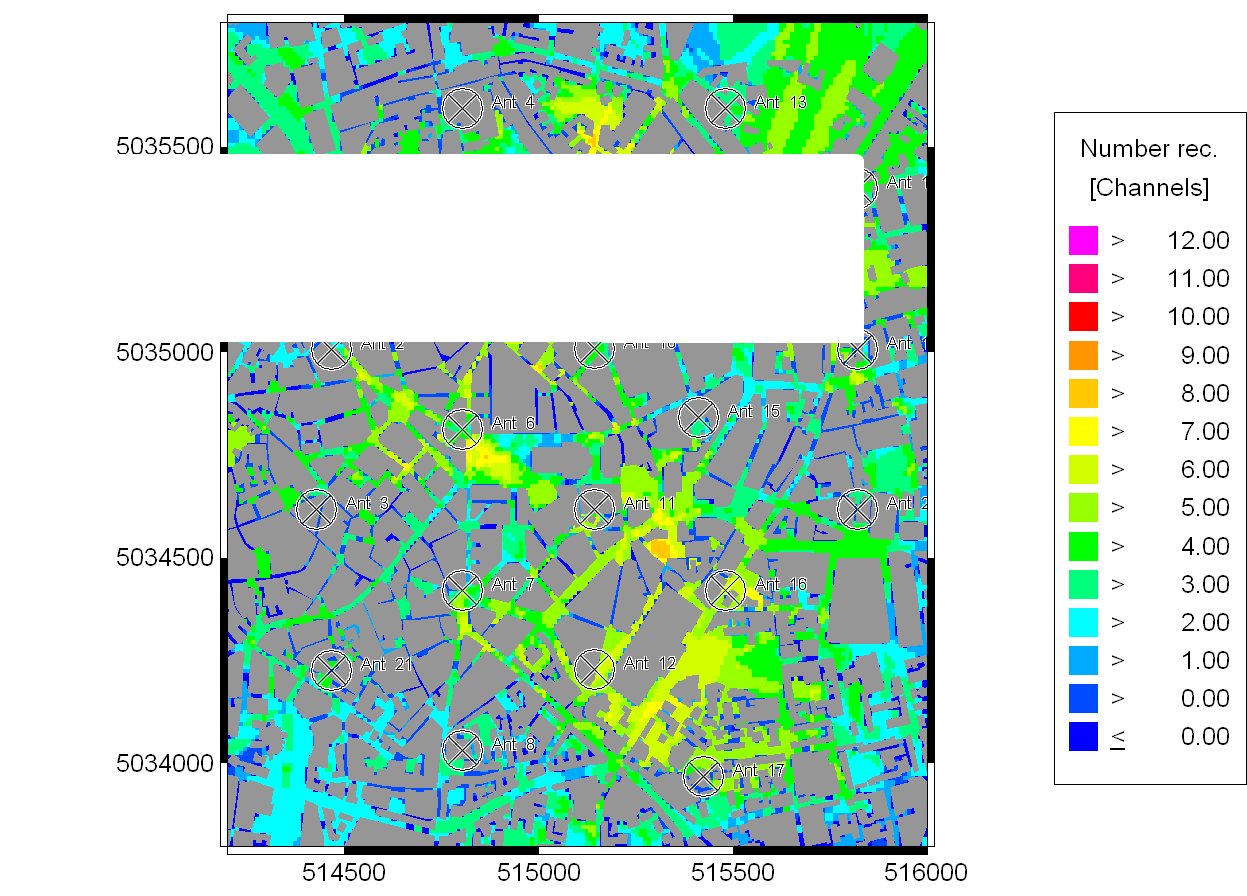 Ant 4
Ant 13
5035500
Ant 1
5035000
Ant
Ant 6
Ant 15
Ant 3
Ant 11
Ant 2
5034500
Ant 7
Ant 16
Ant 21
Ant 12
Ant 8
5034000
Ant 17
514500
515000
515500
516000
Number rec.
[Channels]
> 12.00
> 11.00
> 10.00
> 9.00
> 8.00
> 7.00
> 6.00
> 5.00
> 4.00
> 3.00
> 2.00
> 1.00
> 0.00
≤ 0.00